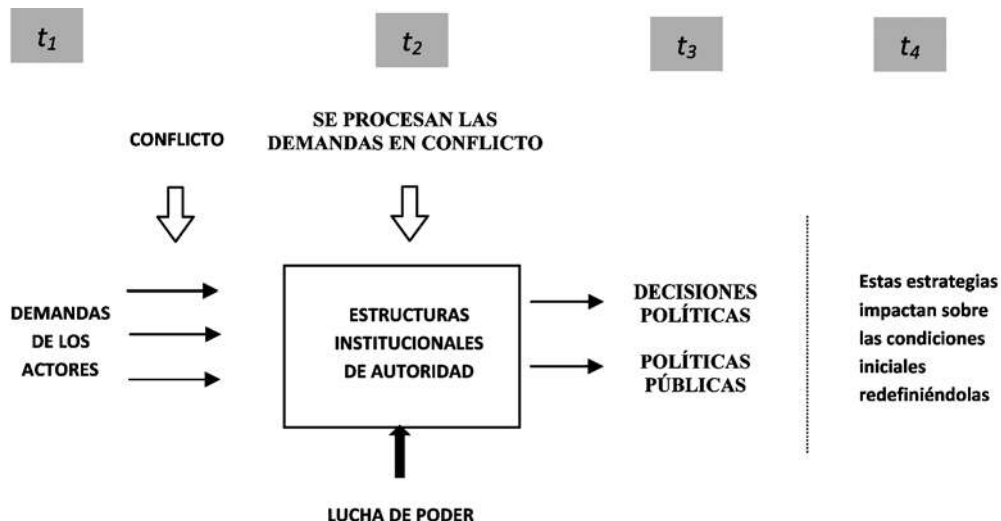 t1
t2
t3
t4
CONFLICTO
SE PROCESAN LAS
DEMANDAS EN CONFLICTO
DEMANDAS
DE LOS
ACTORES
ESTRUCTURAS
INSTITUCIONALES
DE AUTORIDAD
DECISIONES
POLÍTICAS
POLÍTICAS
PÚBLICAS
Estas estrategias
impactan sobre
las condiciones
iniciales
redefiniéndolas
LUCHA DE PODER